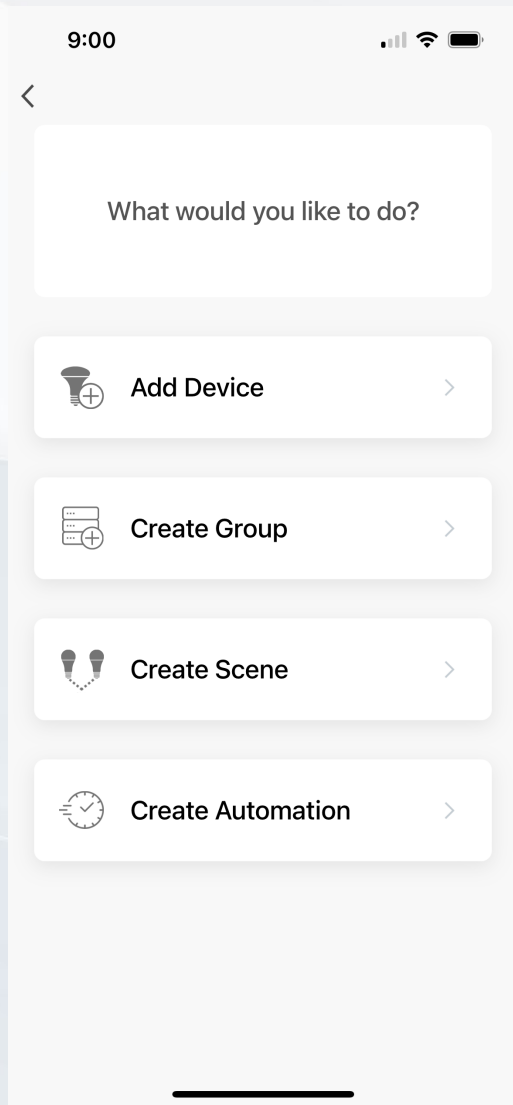 9:00
What would you like to do?
Add Device
Create Group
Create Scene
Create Automation